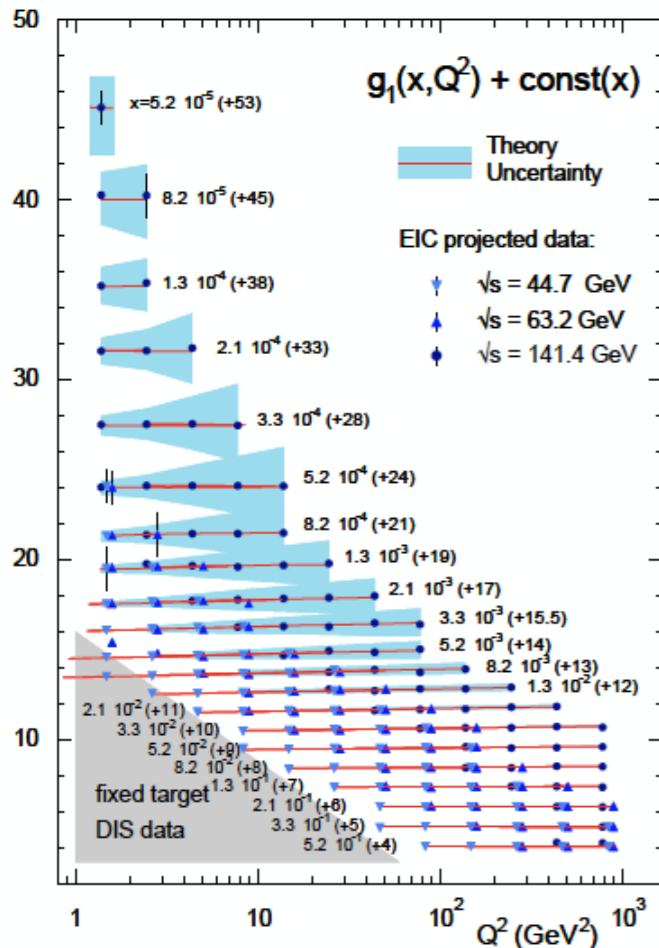 50
40
30
20
10
1
10
10²
10³
Q² (GeV²)
g₁(x,Q²) + const(x)
Theory
Uncertainty
EIC projected data:
√s = 44.7 GeV
√s = 63.2 GeV
√s = 141.4 GeV
x=5.2 10⁻⁵ (+53)
8.2 10⁻⁵ (+45)
1.3 10⁻⁴ (+38)
2.1 10⁻⁴ (+33)
3.3 10⁻⁴ (+28)
5.2 10⁻⁴ (+24)
8.2 10⁻⁴ (+21)
1.3 10⁻³ (+19)
2.1 10⁻³ (+17)
3.3 10⁻³ (+15.5)
5.2 10⁻³ (+14)
8.2 10⁻³ (+13)
1.3 10⁻² (+12)
2.1 10⁻² (+11)
3.3 10⁻² (+10)
5.2 10⁻² (+9)
8.2 10⁻² (+8)
1.3 10⁻¹ (+7)
2.1 10⁻¹ (+6)
3.3 10⁻¹ (+5)
5.2 10⁻¹ (+4)
fixed target
DIS data